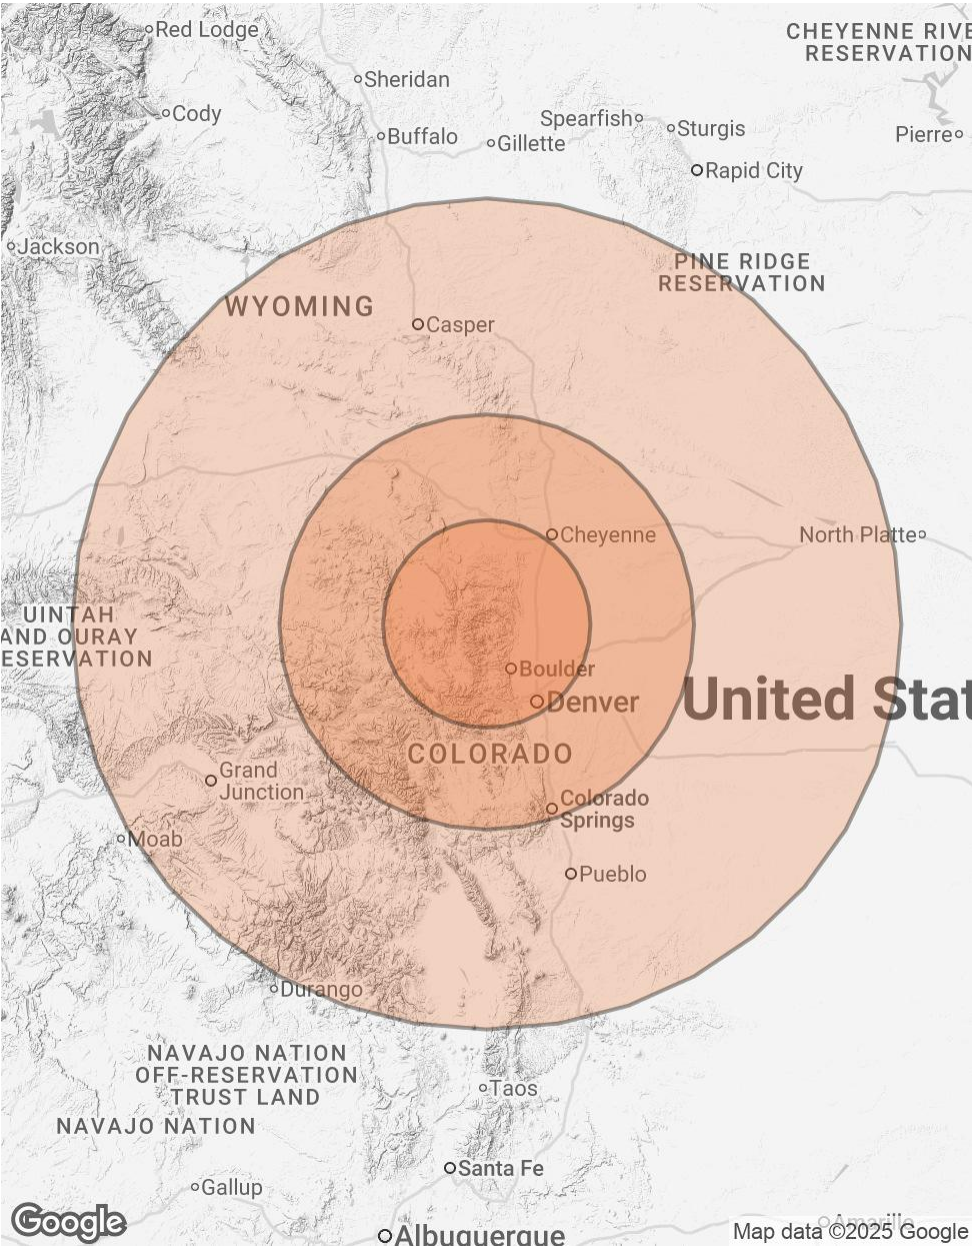 Red Lodge
CHEYENNE RIVE
RESERVATION
Sheridan
Cody
Spearfish
Sturgis
Buffalo
Gillette
Pierre
Rapid City
Jackson
PINE RIDGE
RESERVATION
WYOMING
Casper
Cheyenne
North Platte
UINTAH
AND OURAY
ESERVATION
Boulder
Denver
United Stat
COLORADO
Grand
Junction
Colorado
Springs
Moab
Pueblo
Durango
NAVAJO NATION
OFF-RESERVATION
TRUST LAND
Taos
NAVAJO NATION
Santa Fe
Gallup
Amarillo
Google
Albuquerque
Map data ©2025 Google